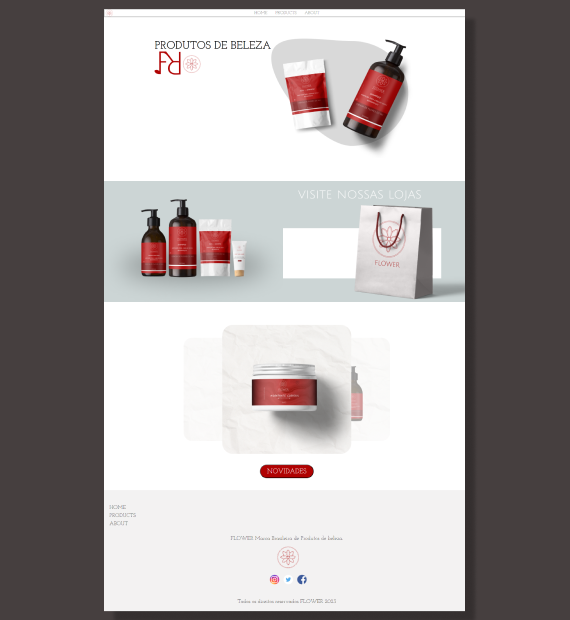 HOME PRODUCTS ABOUT
PRODUTOS DE BELEZA
VISITE NOSSAS LOJAS
FLOWER
NOVIDADES
HOME
PRODUCTS
ABOUT
FLOWER Marca Brasileira de Produtos de beleza.
Todos os direitos reservados FLOWER 2022